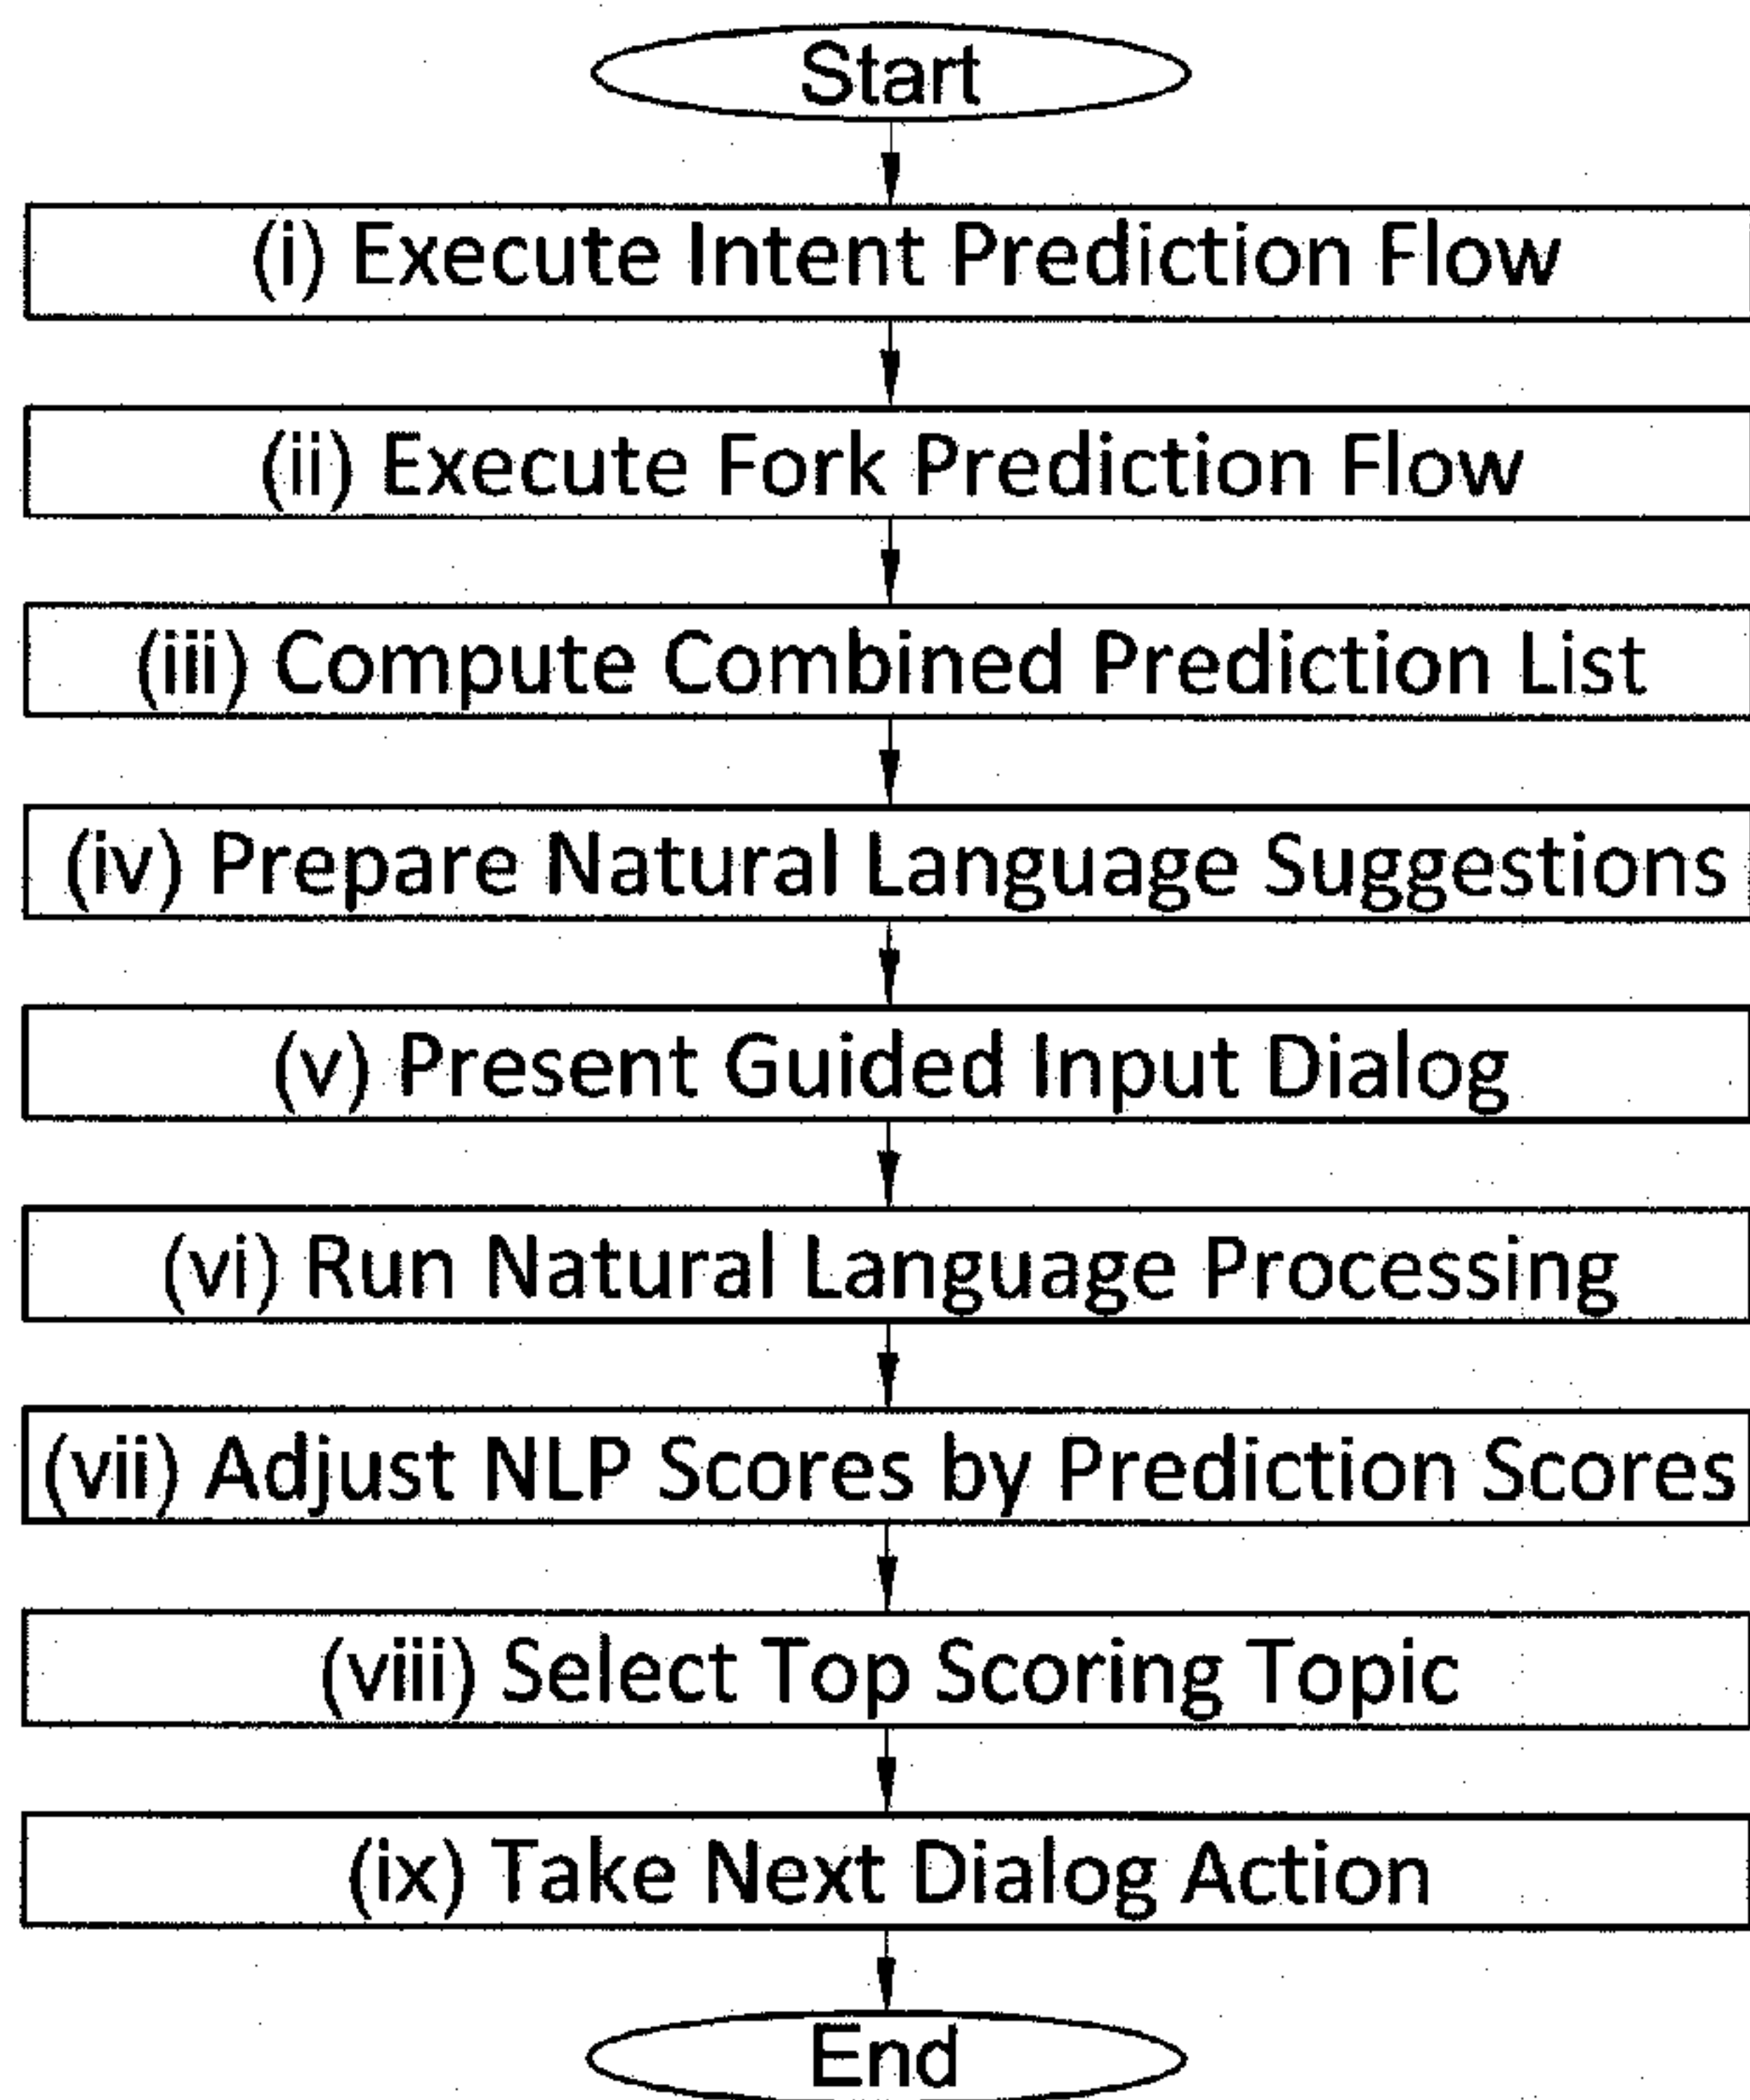 Start
(i) Execute Intent Prediction Flow
(ii) Execute Fork Prediction Flow
(iii) Compute Combined Prediction List
(iv) Prepare Natural Language Suggestions
(v) Present Guided Input Dialog
(vi) Run Natural Language Processing
(vii) Adjust NLP Scores by Prediction Scores
(viii) Select Top Scoring Topic
(ix) Take Next Dialog Action
End